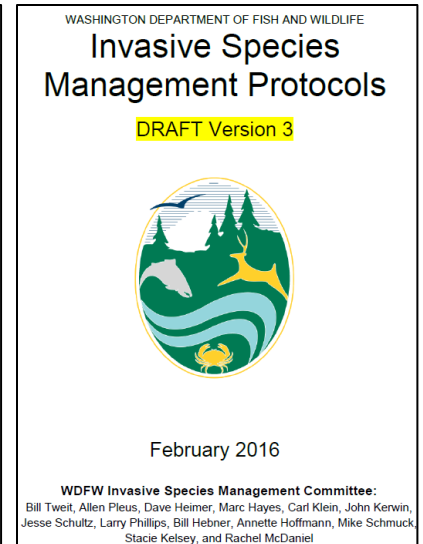 WASHINGTON DEPARTMENT OF FISH AND WILDLIFE
Invasive Species
Management Protocols
DRAFT Version 3
February 2016
WDFW Invasive Species Management Committee:
Bill Tweit, Allen Pleus, Dave Heimer, Marc Hayes, Carl Klein, John Kerwin,
Jesse Schultz, Larry Phillips, Bill Hebner, Annette Hoffmann, Mike Schmuck,
Stacie Kelsey, and Rachel McDaniel